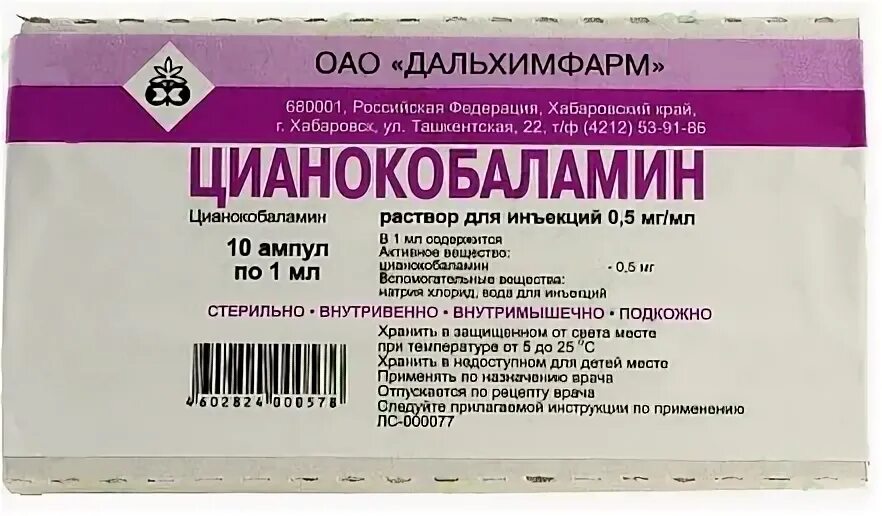 ОАО «ДАЛЬХИМФАРМ»
680001, Российская Федерация, Хабаровский край,
г. Хабаровск, ул. Ташкентская, 22, т/ф (4212) 53-91-86
ЦИАНОКОБАЛАМИН
Цианокобаламин
раствор для инъекций 0,5 мг/мл
10 ампул
по 1 мл
В 1 мл содержится
Активное вещество:
цианокобаламин - 0,5 мг
Вспомогательные вещества:
натрия хлорид, вода для инъекций
СТЕРИЛЬНО • ВНУТРИВЕННО • ВНУТРИМЫШЕЧНО • ПОДКОЖНО
Хранить в защищенном от света месте
при температуре от 5 до 25 °С
Хранить в недоступном для детей месте
Применять по назначению врача
Отпускается по рецепту врача
Следуйте прилагаемой инструкции по применению
ЛС-000077
4602824000578